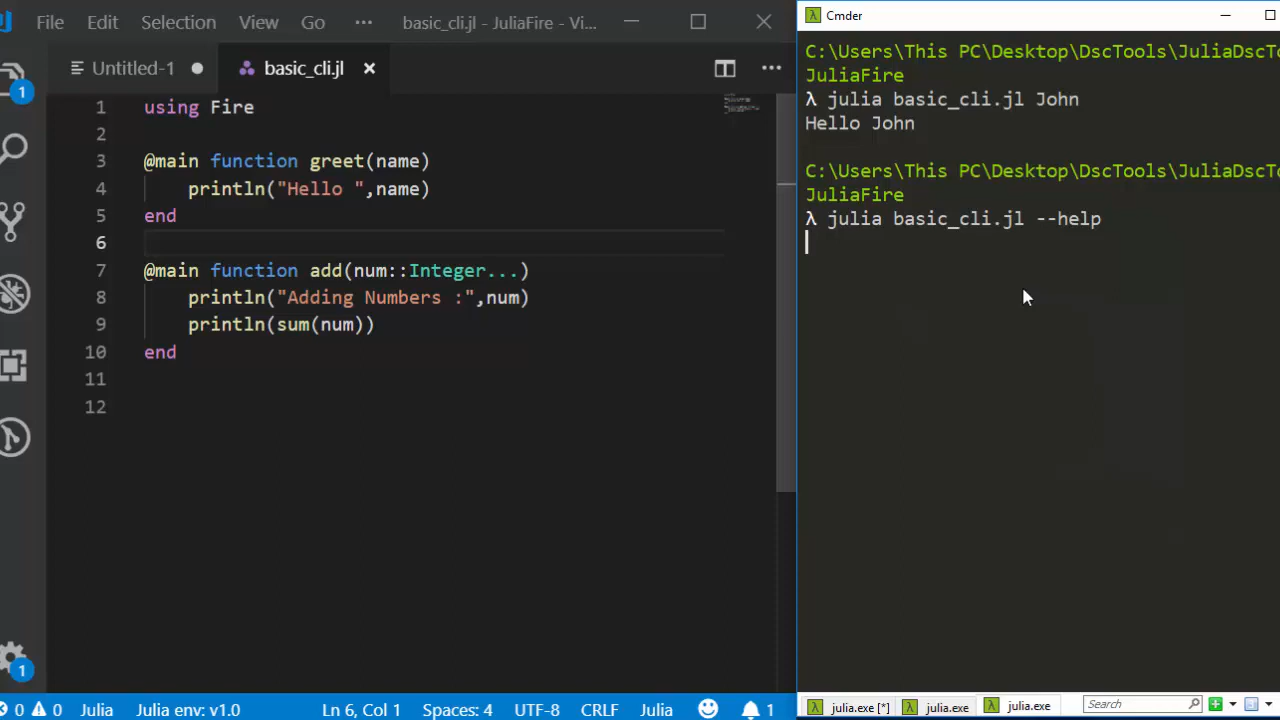 File Edit Selection View Go ··· basic_cli.jl - JuliaFire - Vi...
Untitled-1 basic_cli.jl
1 using Fire
2
3 @main function greet(name)
4 println("Hello ",name)
5 end
6
7 @main function add(num::Integer...)
8 println("Adding Numbers :",num)
9 println(sum(num))
10 end
11
12
1
1
0 0 Julia Julia env: v1.0 Ln 6, Col 1 Spaces: 4 UTF-8 CRLF Julia 1
Cmder
C:\Users\This PC\Desktop\DscTools\JuliaDscTo
JuliaFire
λ julia basic_cli.jl John
Hello John
C:\Users\This PC\Desktop\DscTools\JuliaDscTo
JuliaFire
λ julia basic_cli.jl --help
julia.exe [*] julia.exe julia.exe Search